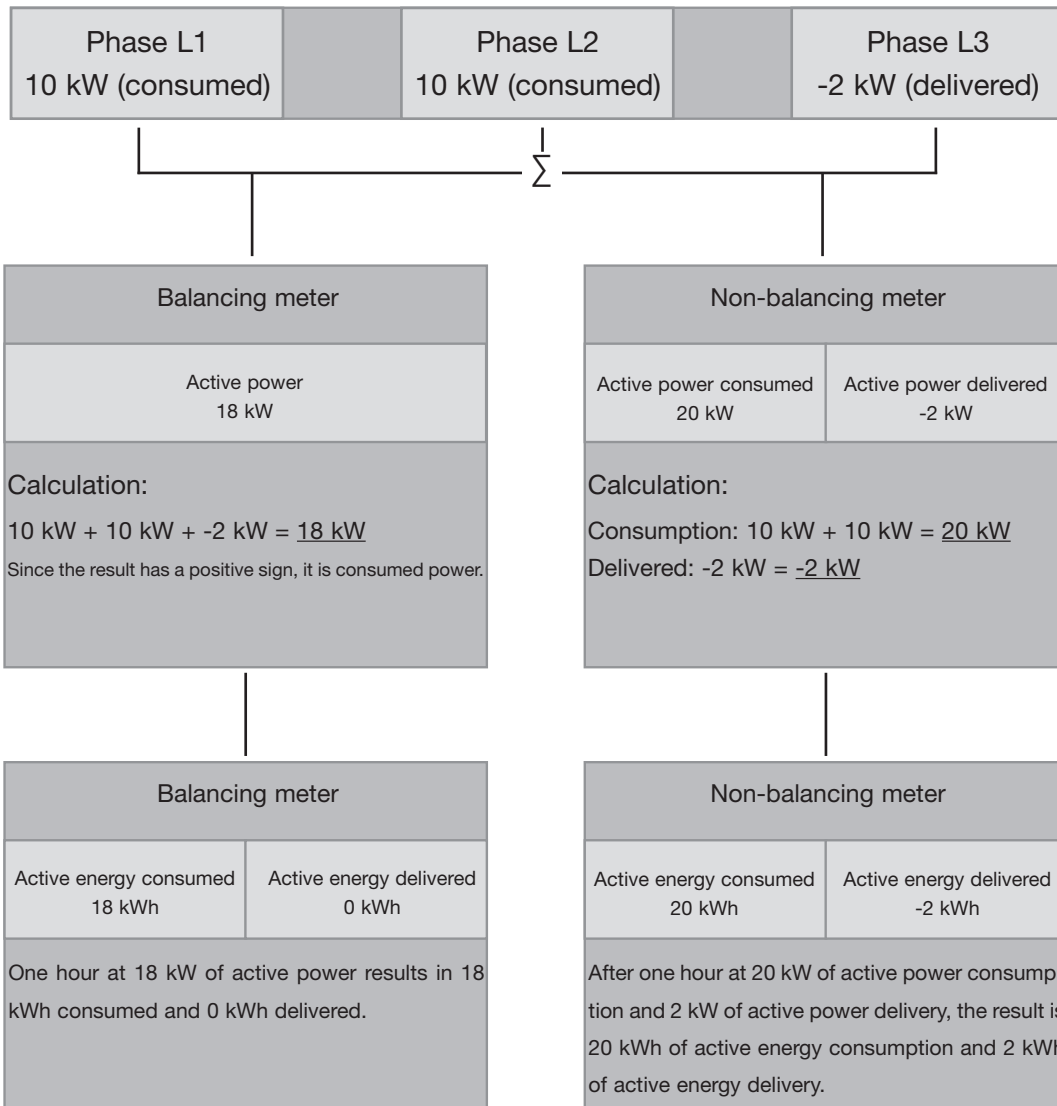 Phase L1
10 kW (consumed)
Phase L2
10 kW (consumed)
Phase L3
-2 kW (delivered)
∑
Balancing meter
Active power
18 kW
Calculation:
10 kW + 10 kW + -2 kW = 18 kW
Since the result has a positive sign, it is consumed power.
Non-balancing meter
Active power consumed
20 kW
Active power delivered
-2 kW
Calculation:
Consumption: 10 kW + 10 kW = 20 kW
Delivered: -2 kW = -2 kW
Balancing meter
Active energy consumed
18 kWh
Active energy delivered
0 kWh
One hour at 18 kW of active power results in 18
kWh consumed and 0 kWh delivered.
Non-balancing meter
Active energy consumed
20 kWh
Active energy delivered
-2 kWh
After one hour at 20 kW of active power consump
tion and 2 kW of active power delivery, the result is
20 kWh of active energy consumption and 2 kWh
of active energy delivery.